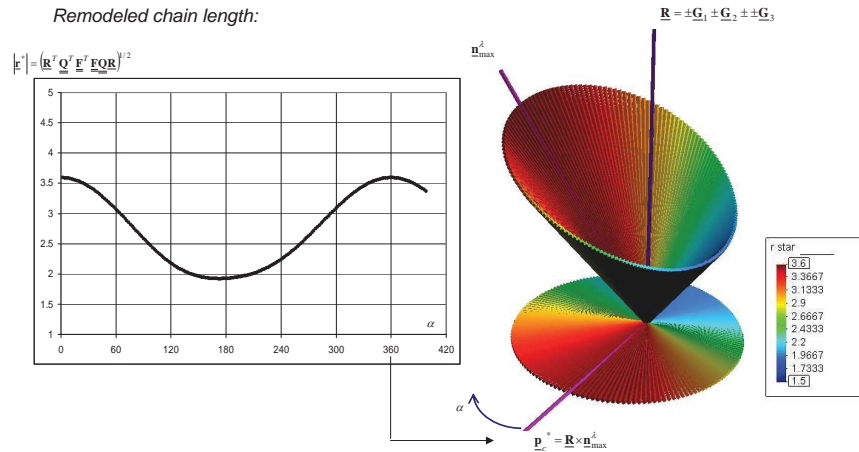 Remodeled chain length:
|r*| = (R^T Q^T F^T F Q R)^1/2
R = ±G1 ± G2 ± ±G3
n^λ_max
5
4.5
4
3.5
3
2.5
2
1.5
1
0 60 120 180 240 300 360 420
α
r star
3.6
3.3667
3.1333
2.9
2.6667
2.4333
2.2
1.9667
1.7333
1.5
α
p_c* = R × n^λ_max